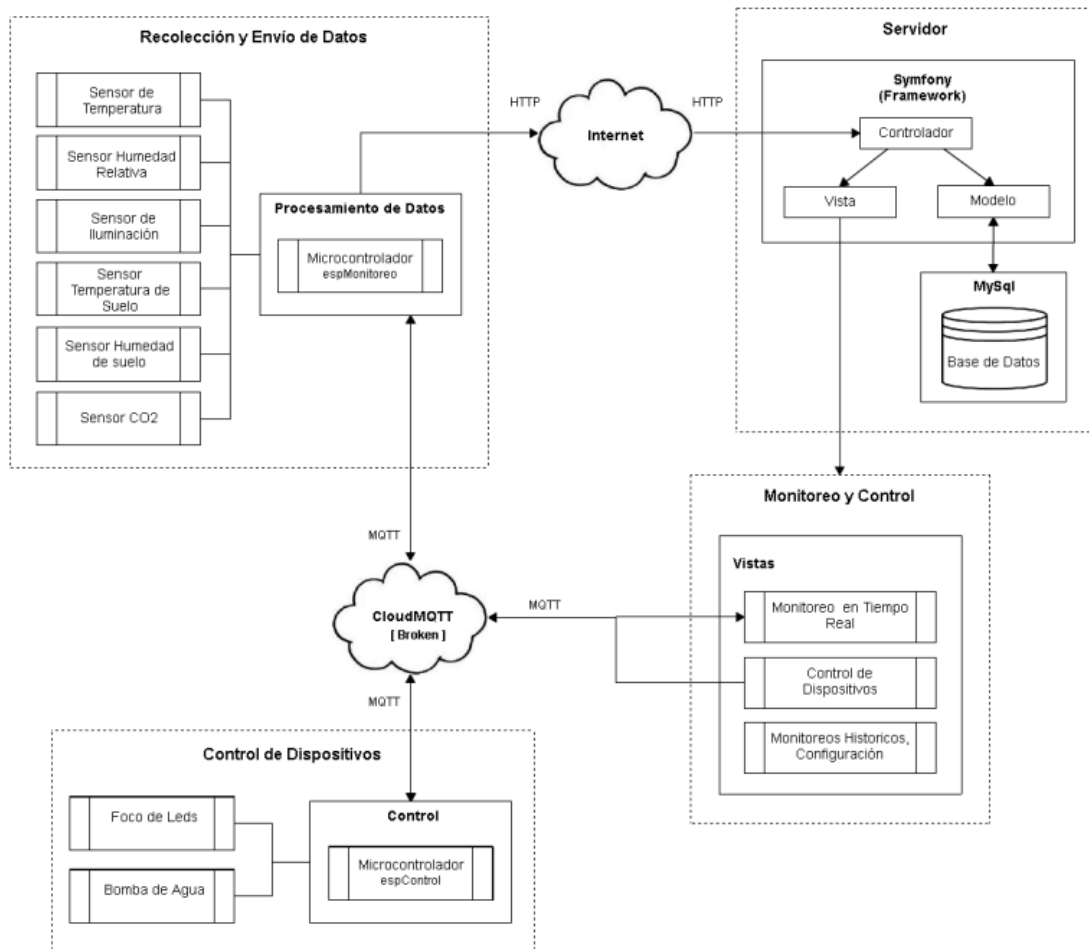 Recolección y Envío de Datos
Sensor de
Temperatura
Sensor Humedad
Relativa
Sensor de
Iluminación
Sensor
Temperatura de
Suelo
Sensor Humedad
de suelo
Sensor CO2
Procesamiento de Datos
Microcontrolador
espMonitoreo
HTTP
Internet
HTTP
Servidor
Symfony
(Framework)
Controlador
Vista
Modelo
MySql
Base de Datos
MQTT
CloudMQTT
[ Broken ]
MQTT
MQTT
Monitoreo y Control
Vistas
Monitoreo en Tiempo
Real
Control de
Dispositivos
Monitoreos Historicos,
Configuración
Control de Dispositivos
Foco de Leds
Bomba de Agua
Control
Microcontrolador
espControl